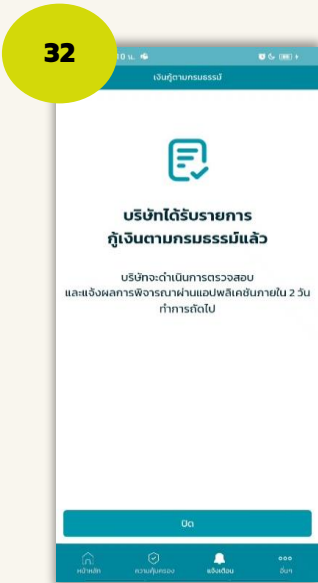 32
0 น.
เงินกู้ตามกรมธรรม์
บริษัทได้รับรายการ
กู้เงินตามกรมธรรม์แล้ว
บริษัทจะดำเนินการตรวจสอบ
และแจ้งผลการพิจารณาผ่านแอปพลิเคชันภายใน 2 วัน
ทำการถัดไป
ปิด
หน้าหลัก ความคุ้มครอง แจ้งเตือน อื่นๆ